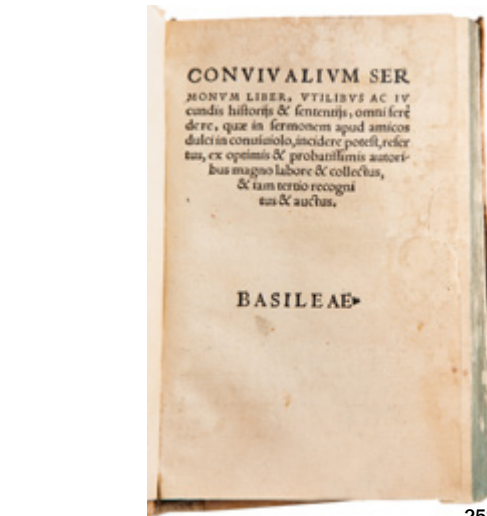 CONVIVALIVM SER
MONVM LIBER, VTILIBVS AC IV
cundis historijs & sententijs, omni ferè
de re, quæ in sermonem apud amicos
dulci in conuiuiolo, incidere potest, refer
tus, ex optimis & probatissimis autori-
bus magno labore & collectus,
& iam tertio recogni
tus & auctus.
BASILEAE
25